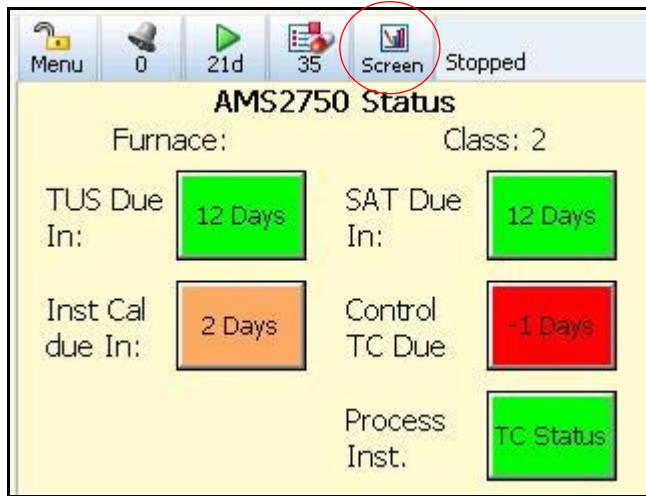 Menu 0 21d 35 Screen Stopped
AMS2750 Status
Furnace: Class: 2
TUS Due
In:
12 Days
SAT Due
In:
12 Days
Inst Cal
due In:
2 Days
Control
TC Due
-1 Days
Process
Inst.
TC Status